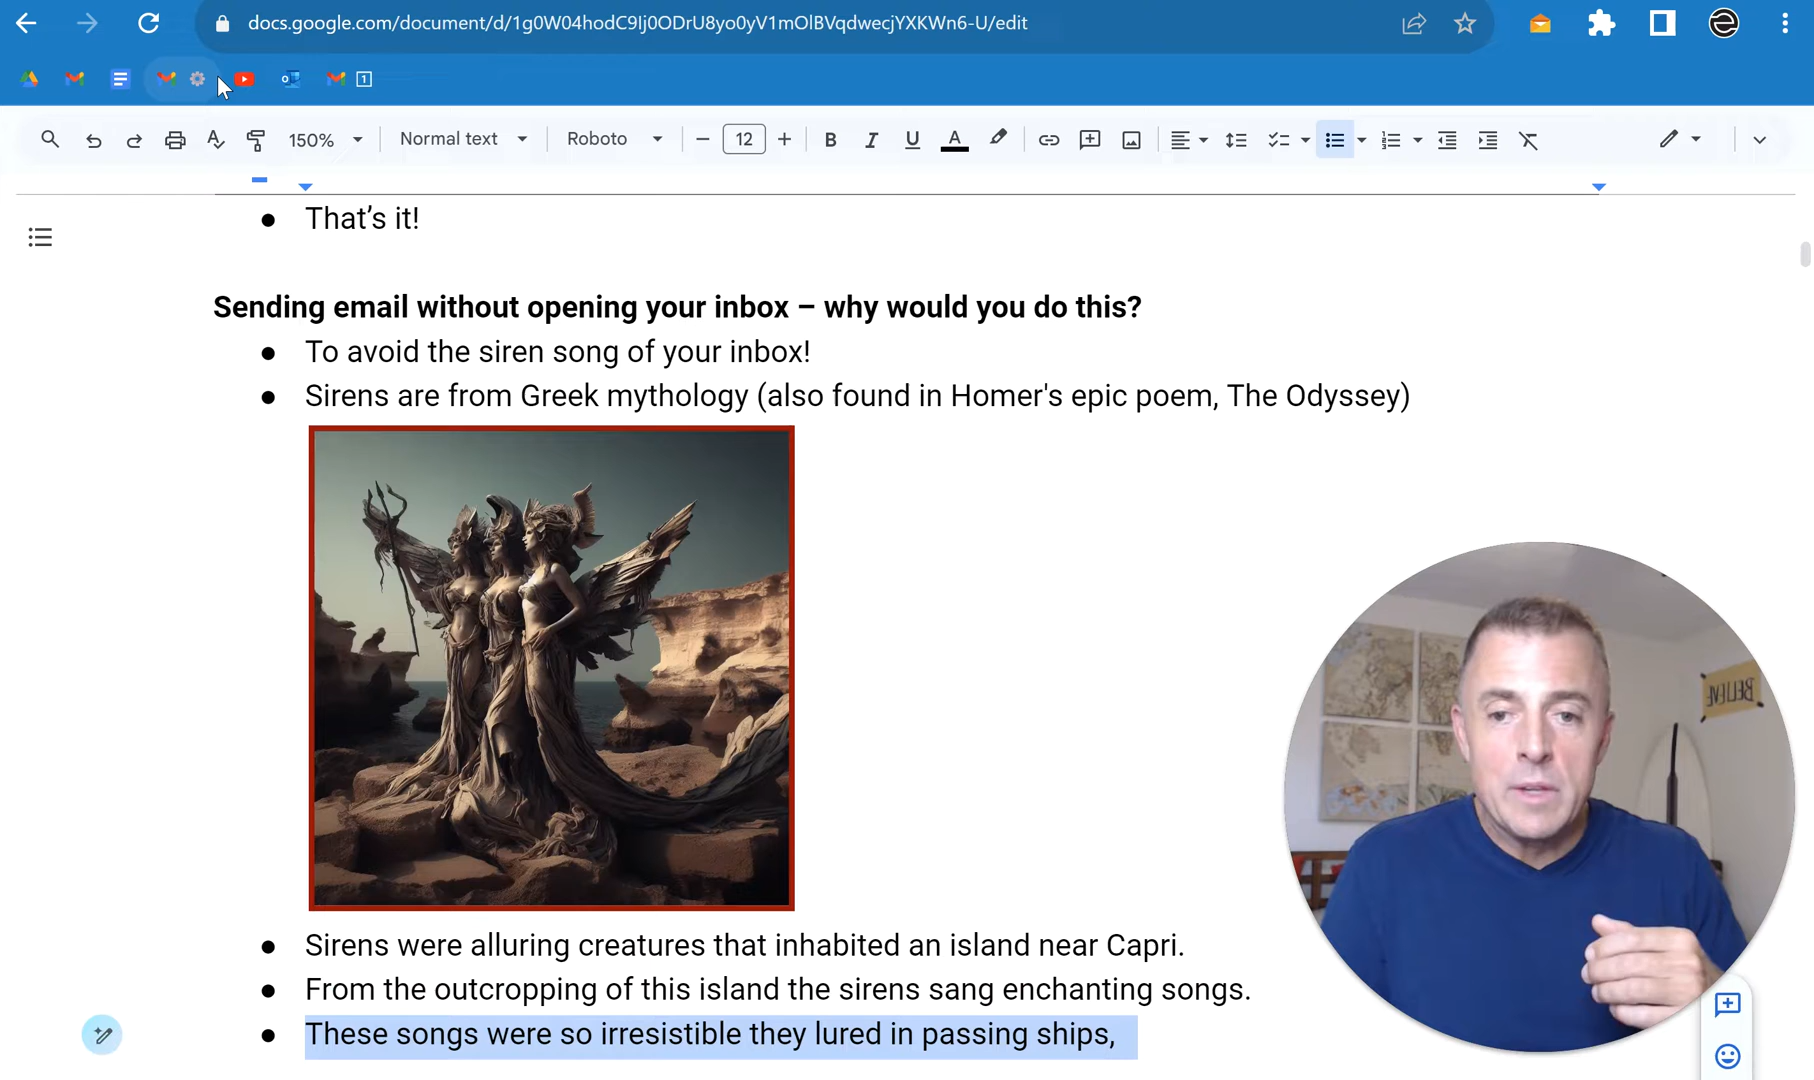 docs.google.com/document/d/1g0W04hodC9Ij0ODrU8yo0yV1mOlBVqdwecjYXKWn6-U/edit
1
150%
Normal text
Roboto
12
B
I
U
A
That’s it!
Sending email without opening your inbox – why would you do this?
To avoid the siren song of your inbox!
Sirens are from Greek mythology (also found in Homer's epic poem, The Odyssey)
BELIEVE
Sirens were alluring creatures that inhabited an island near Capri.
From the outcropping of this island the sirens sang enchanting songs.
These songs were so irresistible they lured in passing ships,